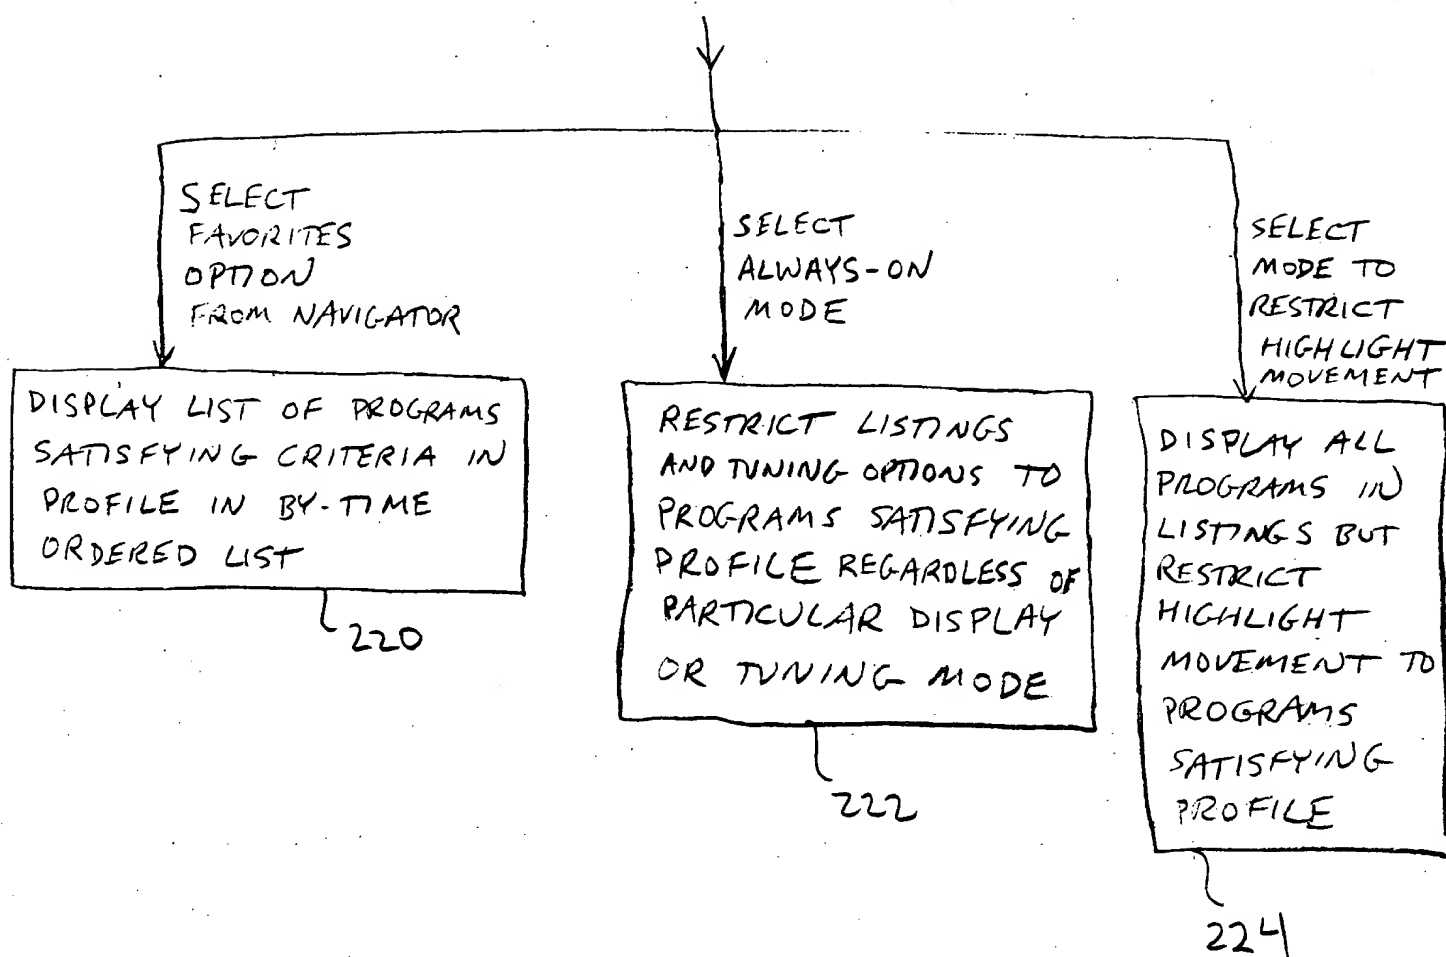 SELECT
FAVORITES
OPTION
FROM NAVIGATOR
SELECT
ALWAYS-ON
MODE
SELECT
MODE TO
RESTRICT
HIGHLIGHT
MOVEMENT
DISPLAY LIST OF PROGRAMS
SATISFYING CRITERIA IN
PROFILE IN BY-TIME
ORDERED LIST
220
RESTRICT LISTINGS
AND TUNING OPTIONS TO
PROGRAMS SATISFYING
PROFILE REGARDLESS OF
PARTICULAR DISPLAY
OR TUNING MODE
222
DISPLAY ALL
PROGRAMS IN
LISTINGS BUT
RESTRICT
HIGHLIGHT
MOVEMENT TO
PROGRAMS
SATISFYING
PROFILE
224